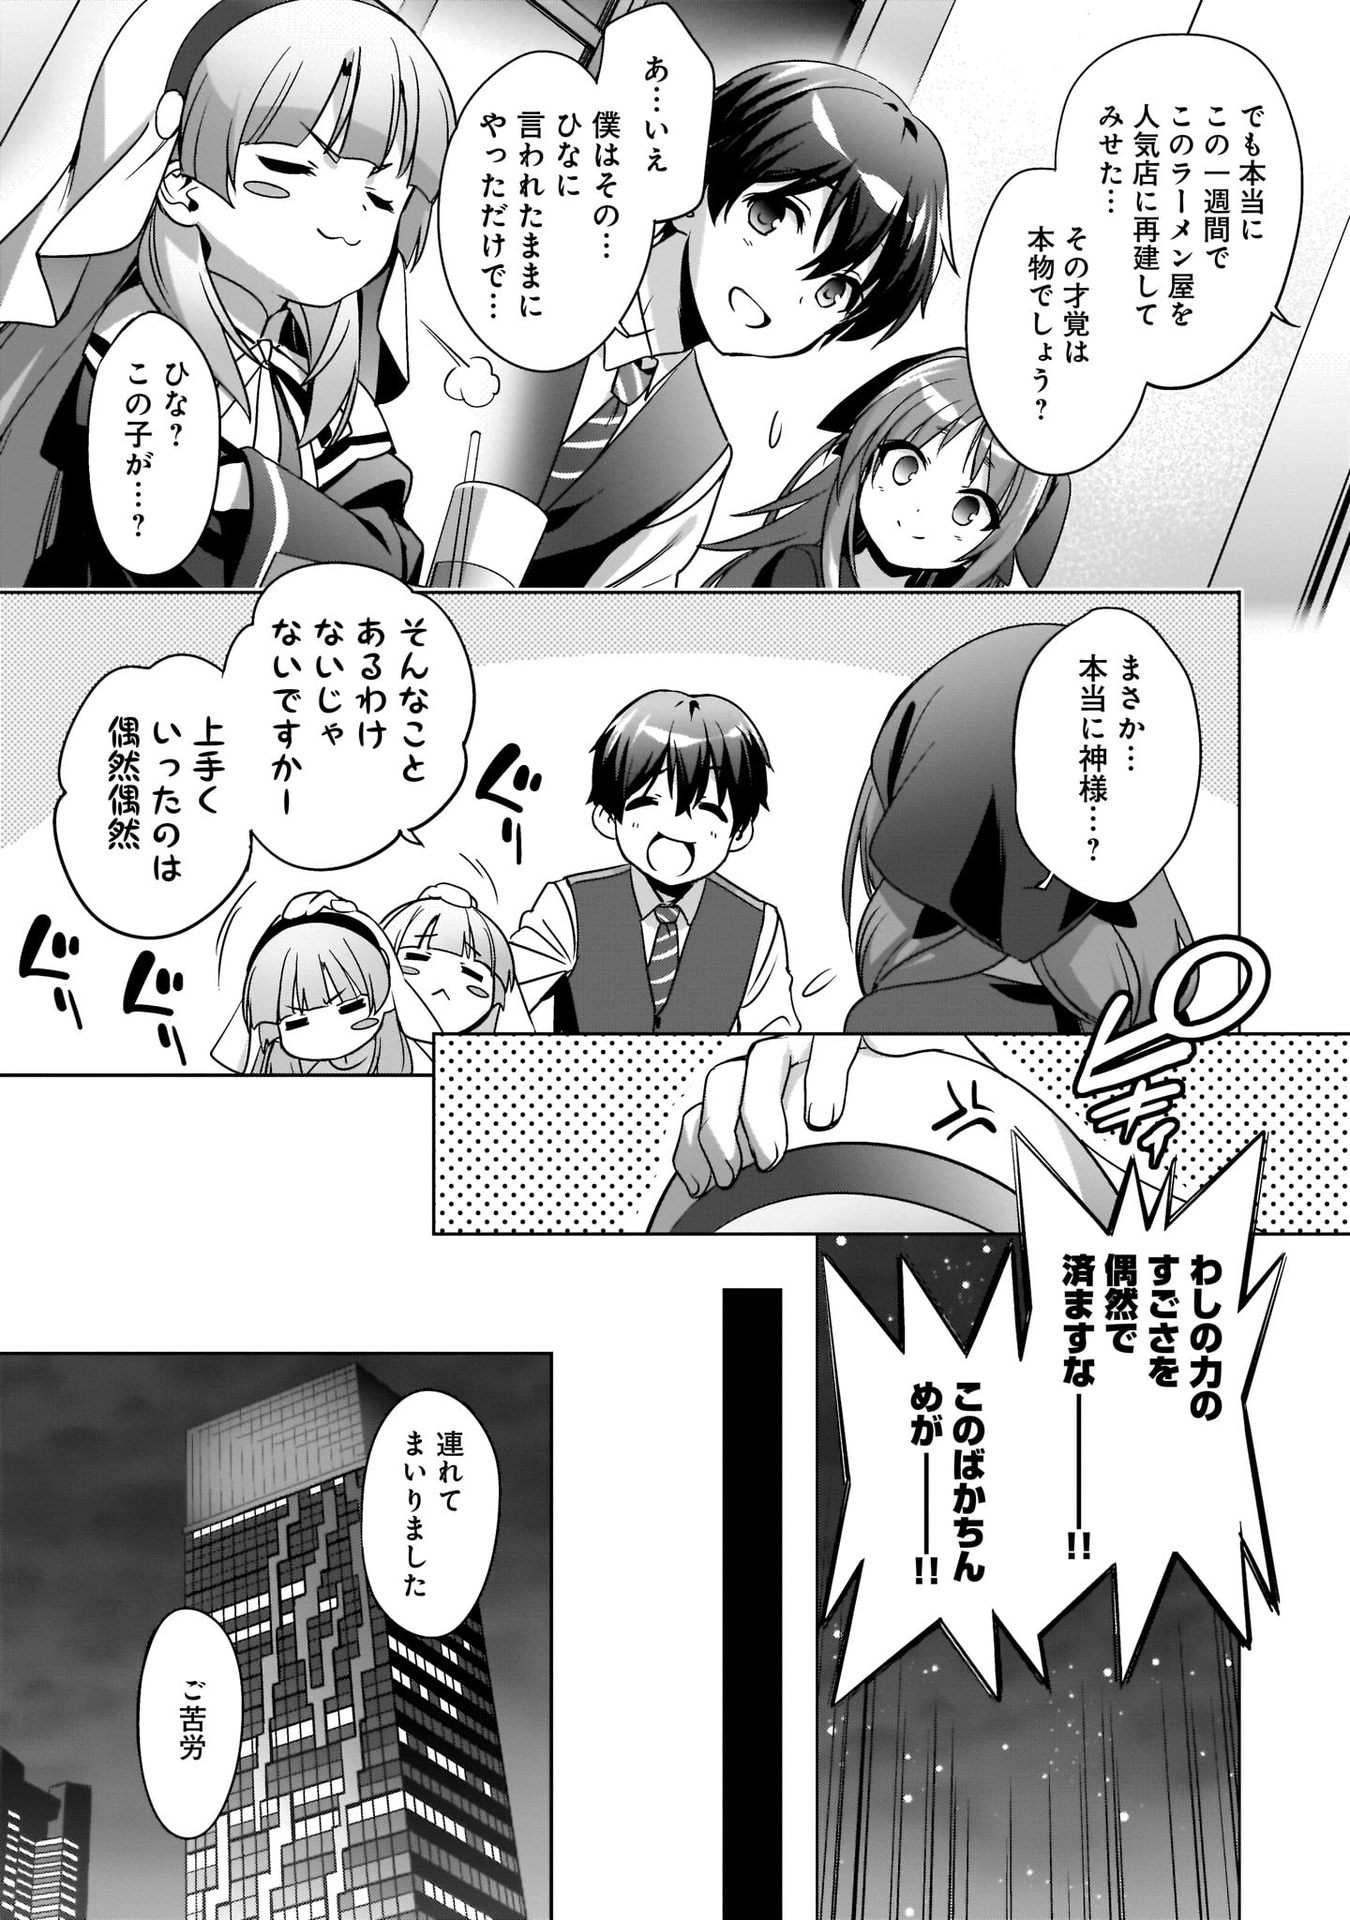 でも本当に
この一週間で
このラーメン屋を
人気店に再建して
みせた…
その才覚は
本物でしょう?
あ…いえ
僕はその…
ひなに
言われたままに
やっただけで…
ひな?
この子が…?
まさか…
本当に神様…?
そんなこと
あるわけ
ないじゃ
ないですかー
上手く
いったのは
偶然偶然
ぐり
ぐり
ぐり
ピキィ
わしの力の
すごさを
偶然で
済ますな――!!
このばかちん
めが――!!
連れて
まいりました
ご苦労